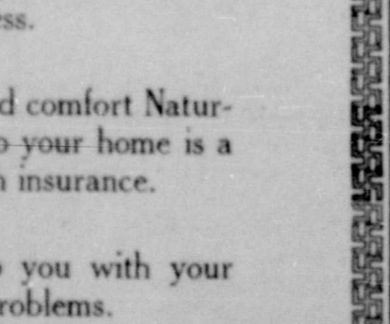 ess.
d comfort Natur-
o your home is a
n insurance.
o you with your
roblems.